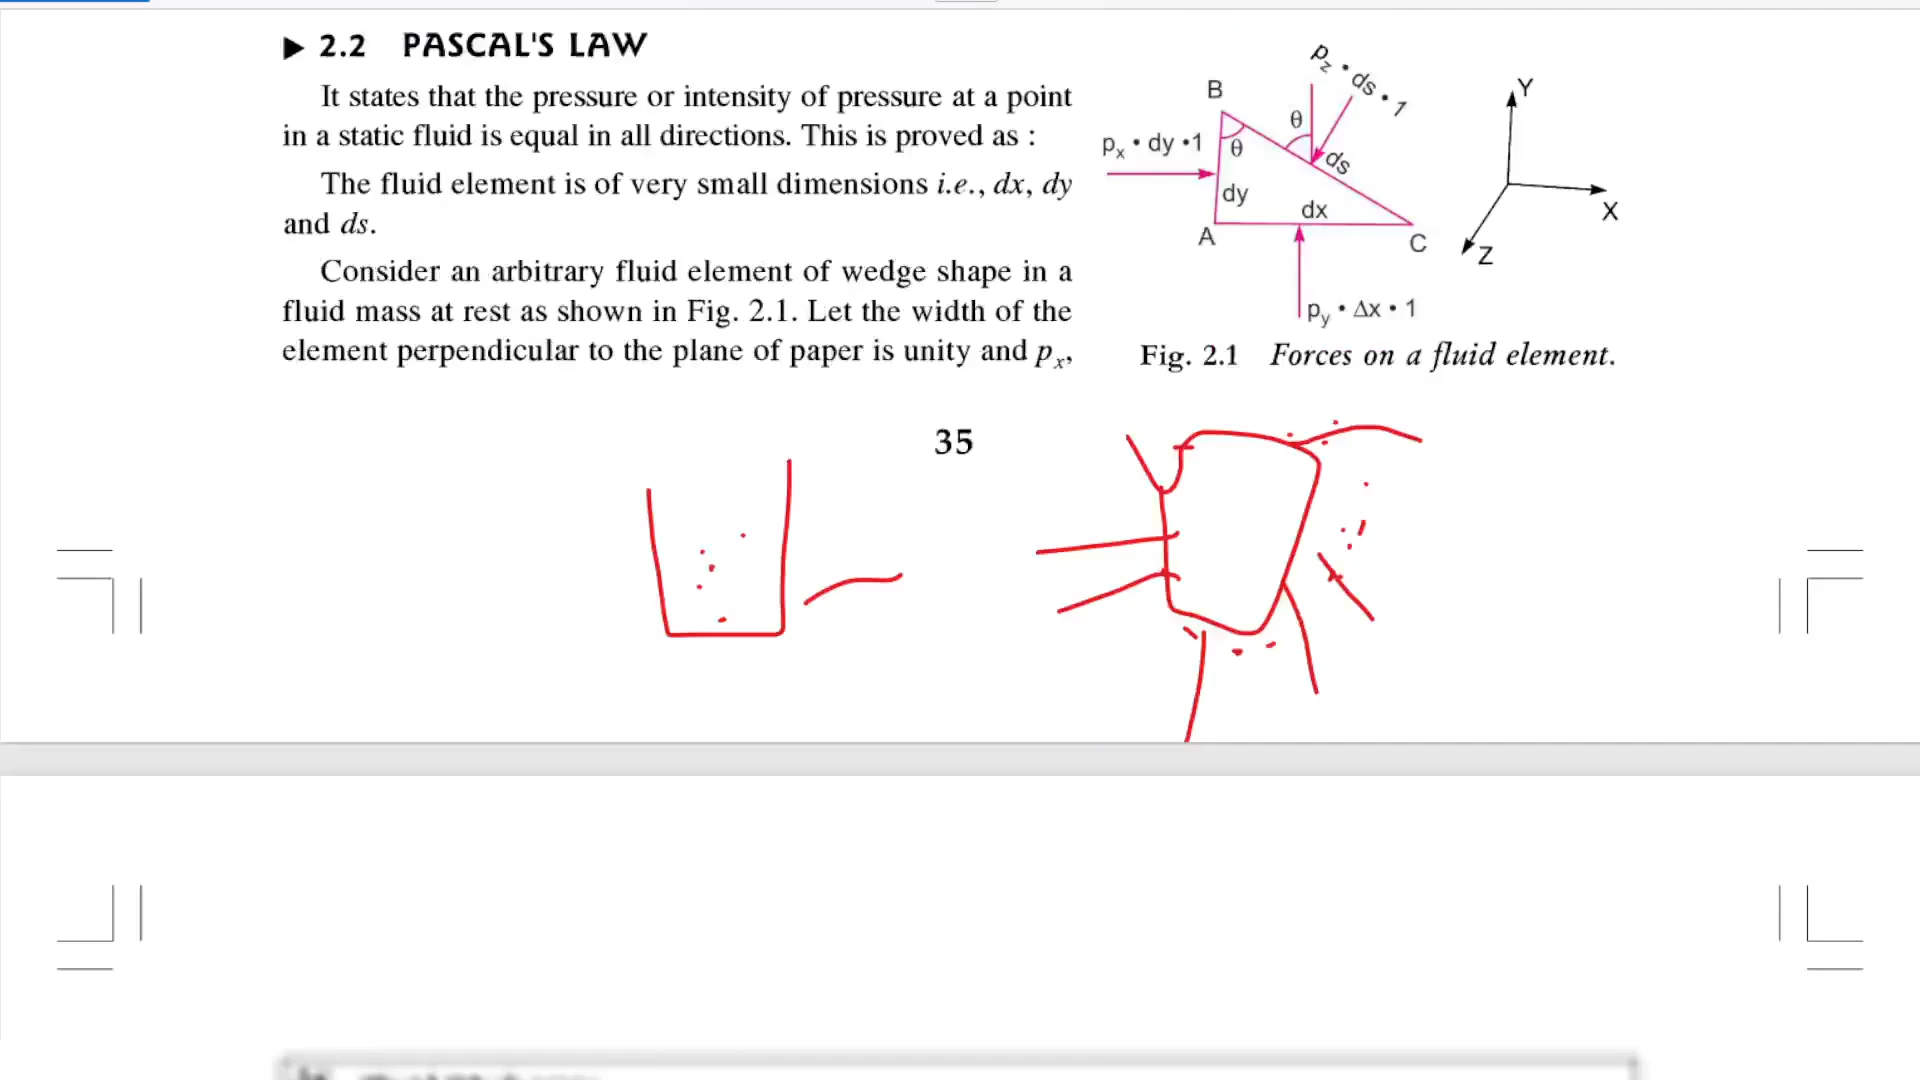 ▶ 2.2 PASCAL'S LAW
It states that the pressure or intensity of pressure at a point
in a static fluid is equal in all directions. This is proved as :
The fluid element is of very small dimensions i.e., dx, dy
and ds.
Consider an arbitrary fluid element of wedge shape in a
fluid mass at rest as shown in Fig. 2.1. Let the width of the
element perpendicular to the plane of paper is unity and pₓ,
p_z • ds • 1
B
θ
pₓ • dy •1
θ
ds
dy
dx
A
C
p_y • Δx • 1
Y
X
Z
Fig. 2.1 Forces on a fluid element.
35